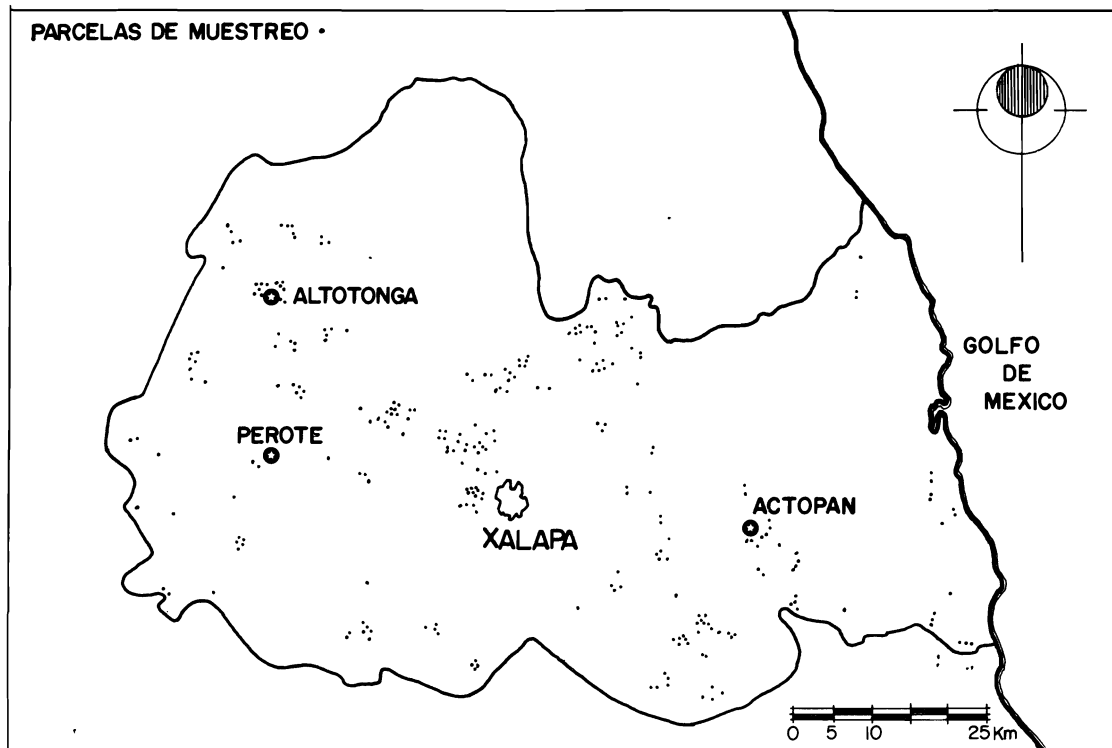 PARCELAS DE MUESTREO •
ALTOTONGA
GOLFO
DE
MEXICO
PEROTE
ACTOPAN
XALAPA
0 5 10 25 Km